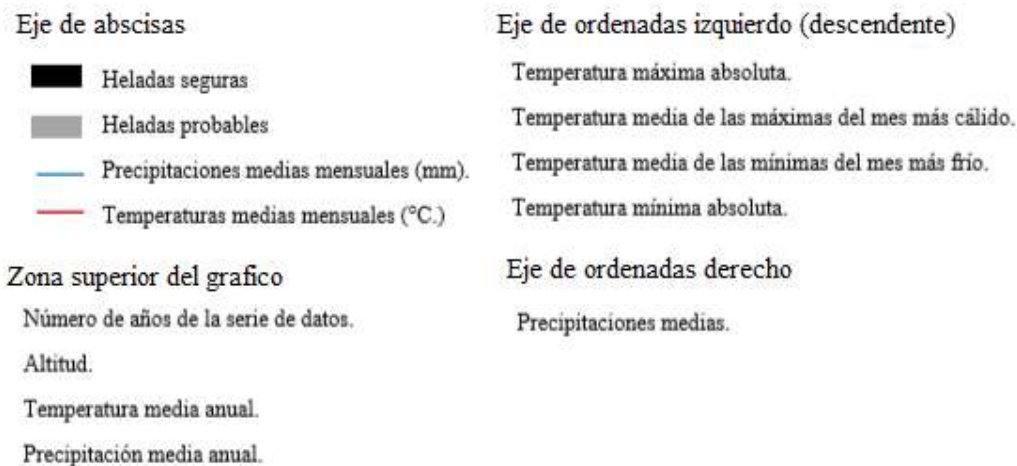 Eje de abscisas
Heladas seguras
Heladas probables
Precipitaciones medias mensuales (mm).
Temperaturas medias mensuales (°C.)
Eje de ordenadas izquierdo (descendente)
Temperatura máxima absoluta.
Temperatura media de las máximas del mes más cálido.
Temperatura media de las mínimas del mes más frío.
Temperatura mínima absoluta.
Zona superior del grafico
Número de años de la serie de datos.
Altitud.
Temperatura media anual.
Precipitación media anual.
Eje de ordenadas derecho
Precipitaciones medias.